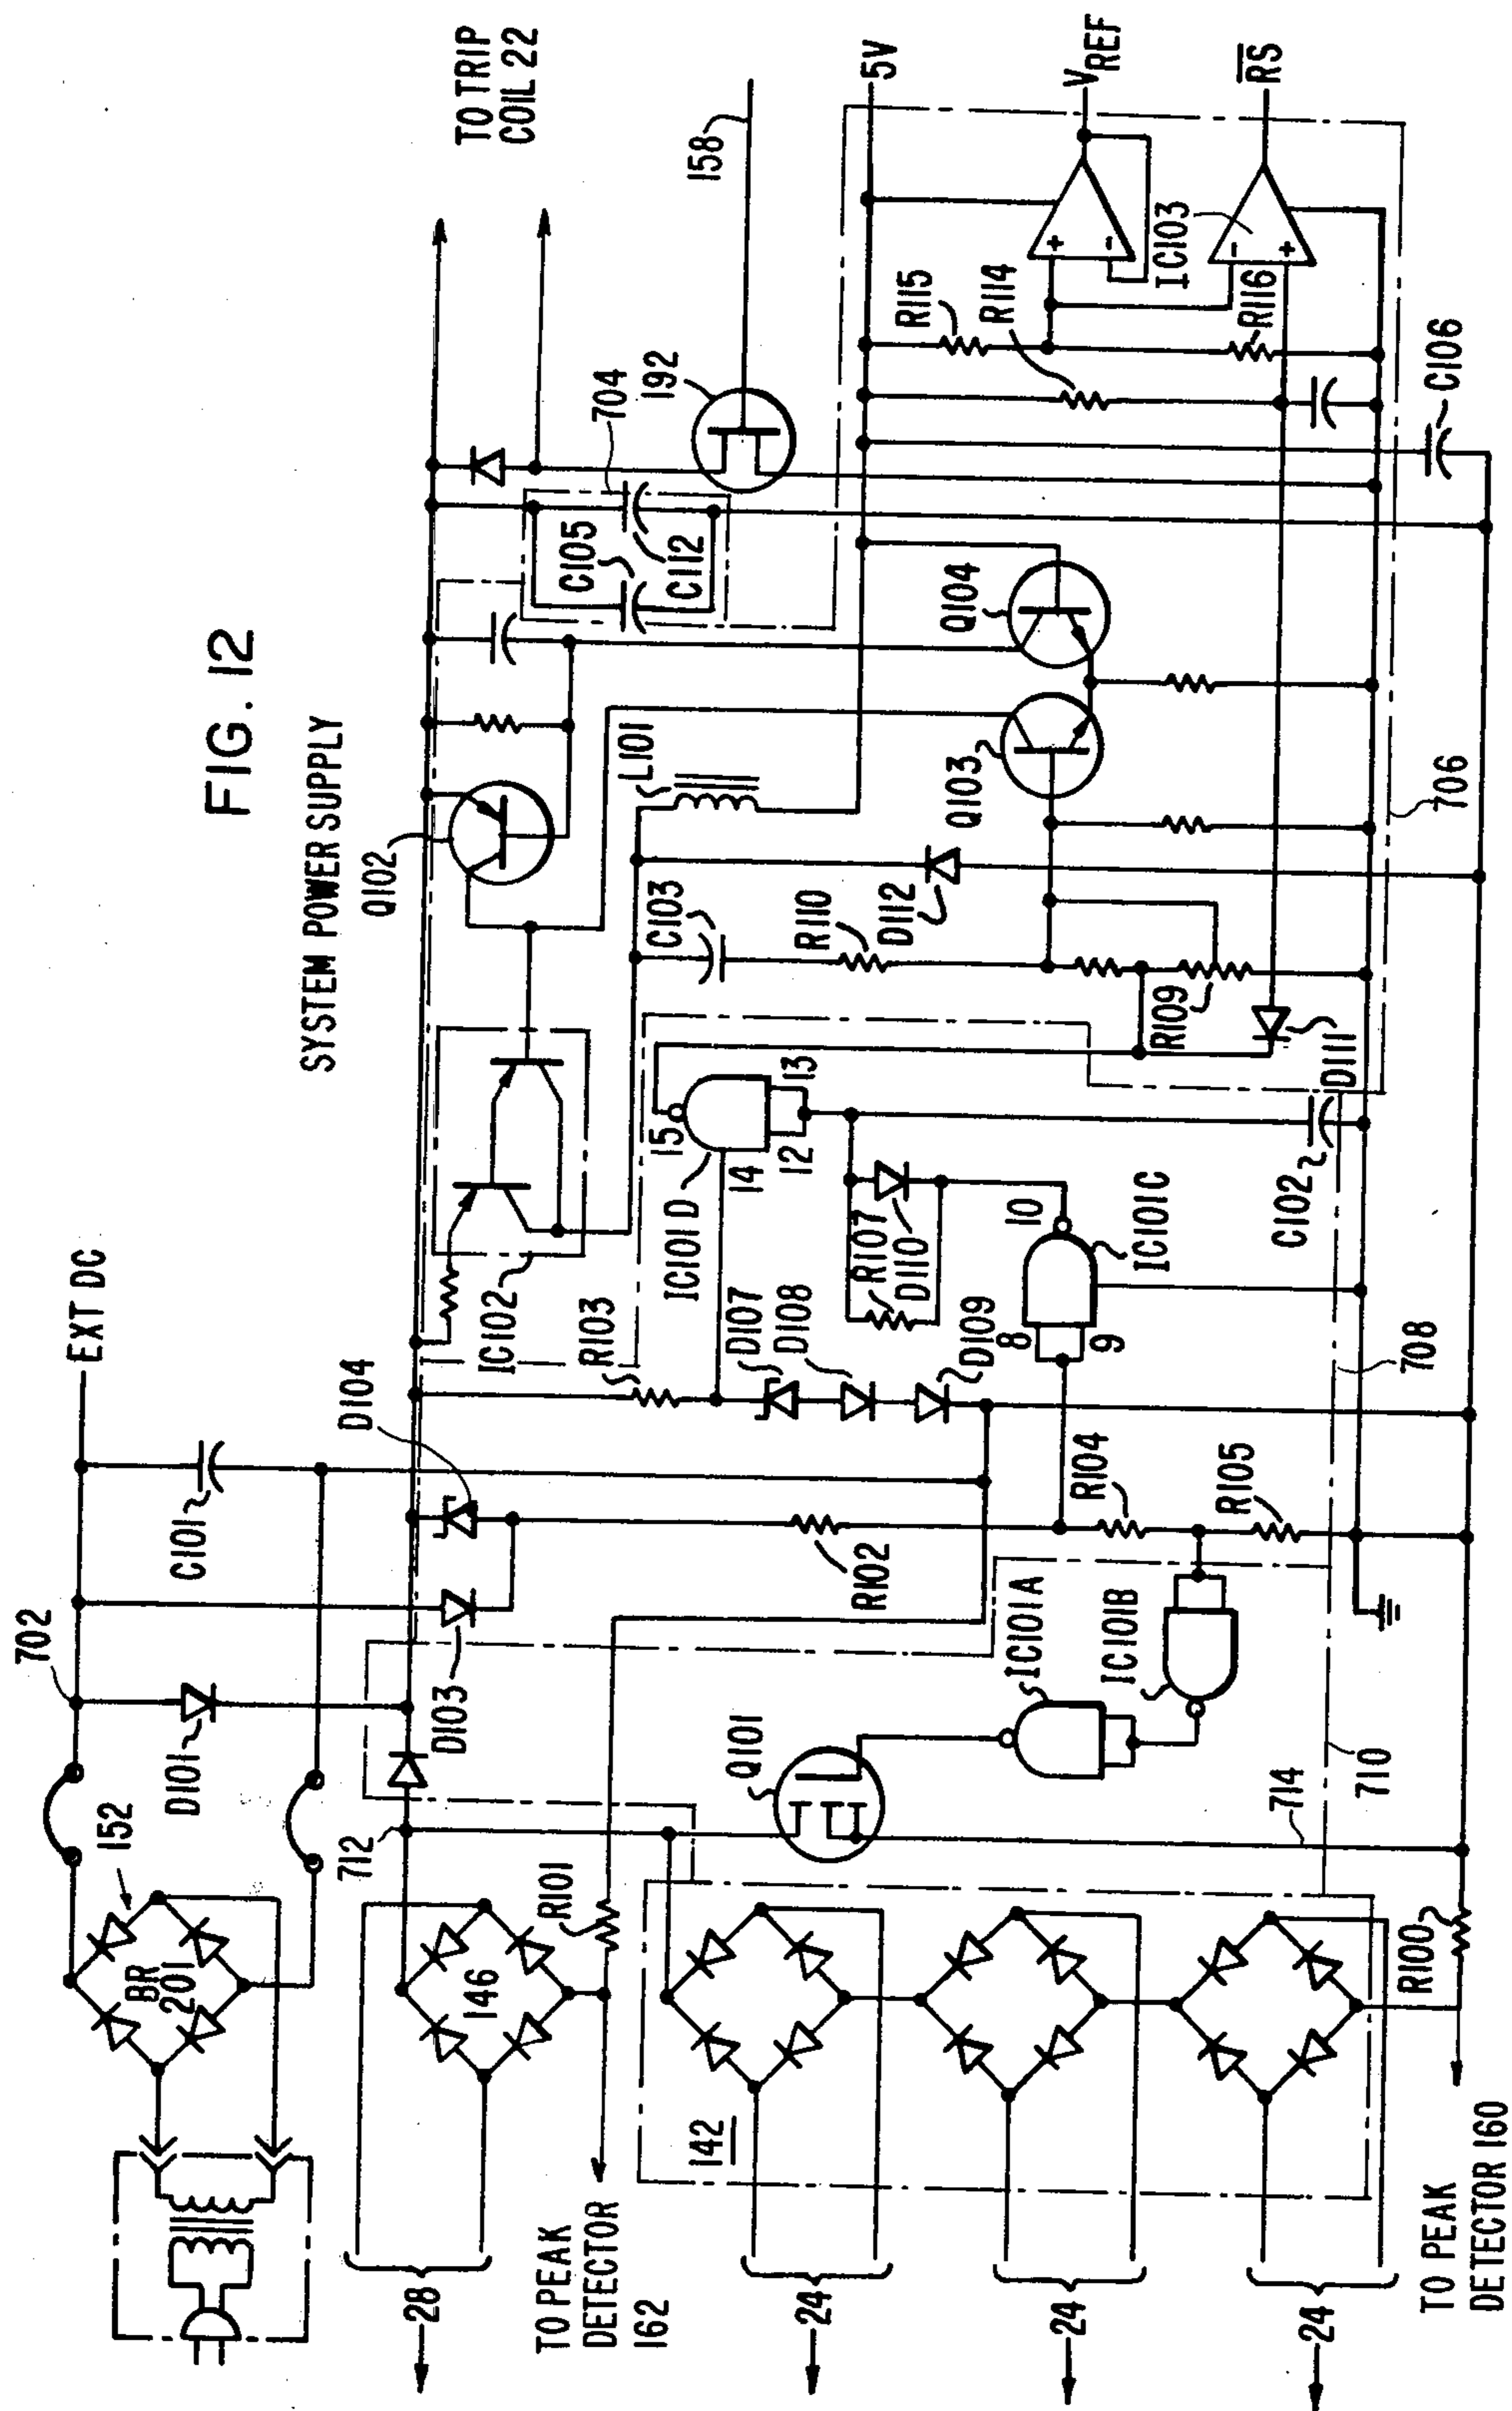 FIG. 12
SYSTEM POWER SUPPLY
EXT DC
702
C101
D101
152
BR
201
D104
D103
712
146
R101
28
TO PEAK
DETECTOR
162
142
24
24
24
TO PEAK
DETECTOR 160
R100
714
710
Q101
IC101A
IC101B
R102
R104
R105
708
R103
D107
D108
D109
8
9
10
IC101C
R107
D110
C102
IC101D
15
14
13
12
IC102
Q102
C103
R110
L101
D112
R109
D111
Q103
Q104
706
C105
C112
704
192
158
TO TRIP
COIL 22
5V
R115
R114
R116
IC103
+
-
-
+
VREF
RS
C106